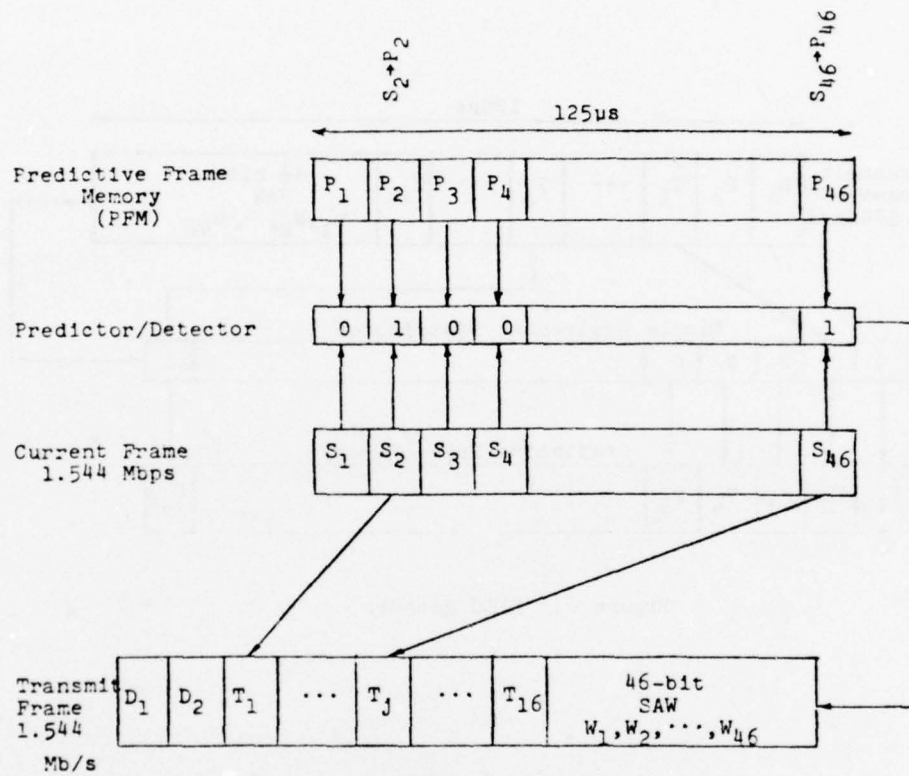 S2→P2
S46→P46
125µs
Predictive Frame
Memory
(PFM)
P1 P2 P3 P4 P46
Predictor/Detector
0 1 0 0 1
Current Frame
1.544 Mbps
S1 S2 S3 S4 S46
Transmit
Frame
1.544
Mb/s
D1 D2 T1 ··· TJ ··· T16
46-bit
SAW
W1,W2,···,W46